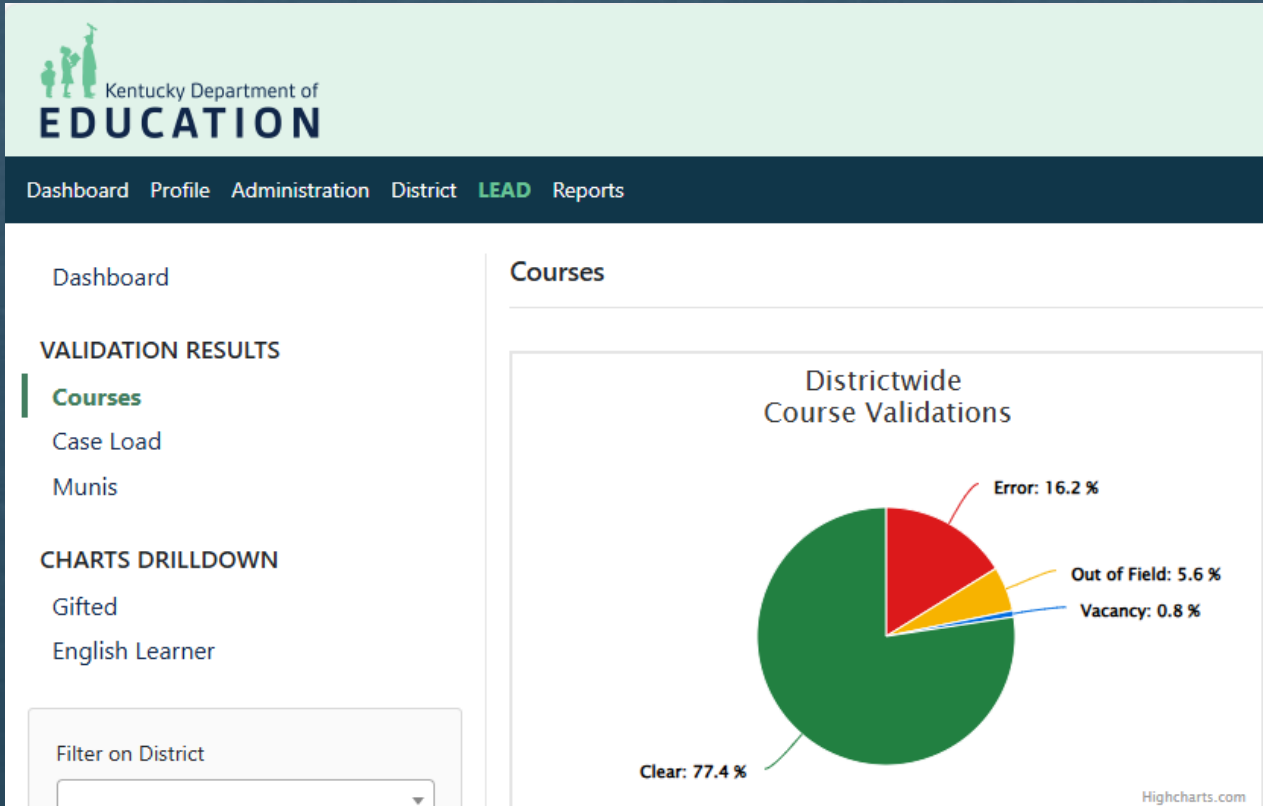 Kentucky Department of
EDUCATION
Dashboard Profile Administration District LEAD Reports
Dashboard
VALIDATION RESULTS
Courses
Case Load
Munis
CHARTS DRILLDOWN
Gifted
English Learner
Filter on District
Courses
Districtwide
Course Validations
Error: 16.2 %
Out of Field: 5.6 %
Vacancy: 0.8 %
Clear: 77.4 %
Highcharts.com